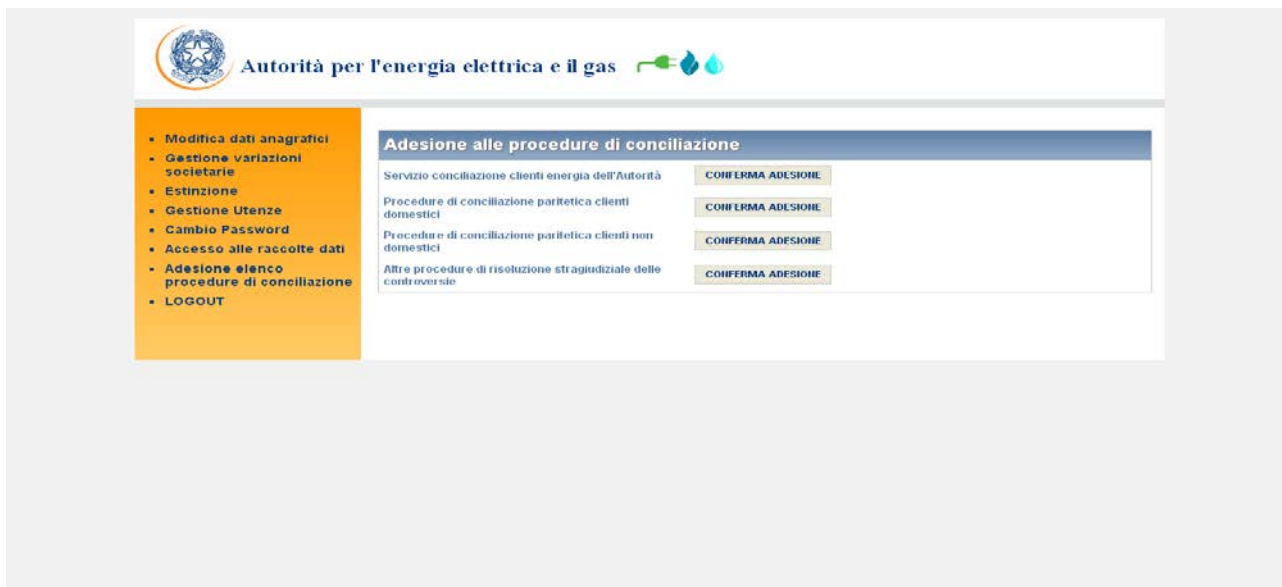 Autorità per l'energia elettrica e il gas
Modifica dati anagrafici
Gestione variazioni
societarie
Estinzione
Gestione Utenze
Cambio Password
Accesso alle raccolte dati
Adesione elenco
procedure di conciliazione
LOGOUT
Adesione alle procedure di conciliazione
Servizio conciliazione clienti energia dell'Autorità
CONFERMA ADESIONE
Procedure di conciliazione paritetica clienti
domestici
CONFERMA ADESIONE
Procedure di conciliazione paritetica clienti non
domestici
CONFERMA ADESIONE
Altre procedure di risoluzione stragiudiziale delle
controversie
CONFERMA ADESIONE